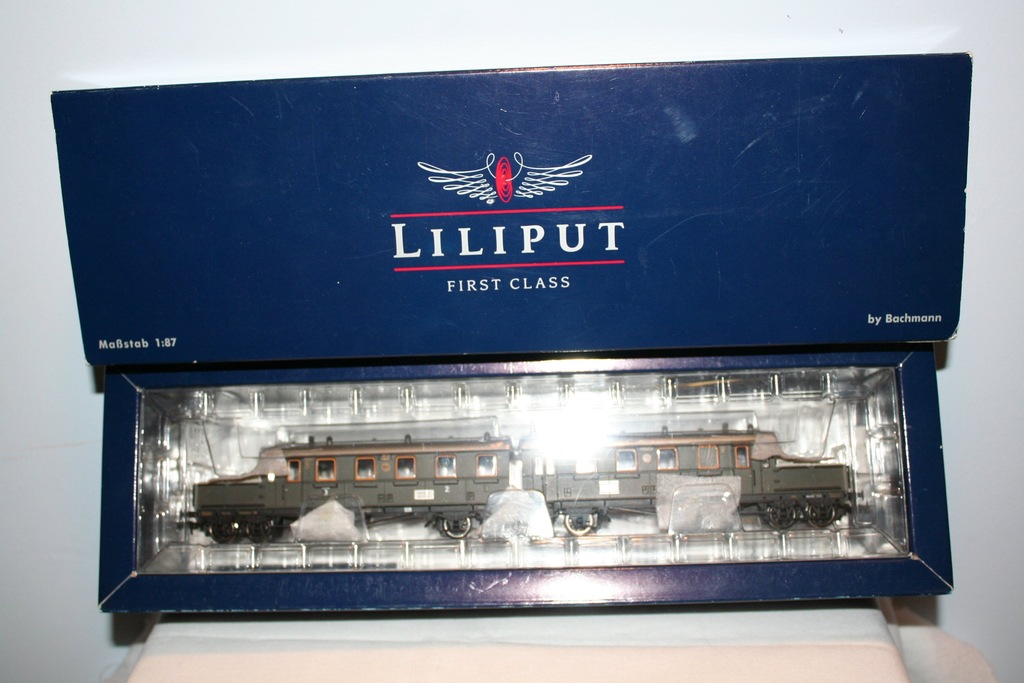 LILIPUT
FIRST CLASS
by Bachmann
Maßstab 1:87